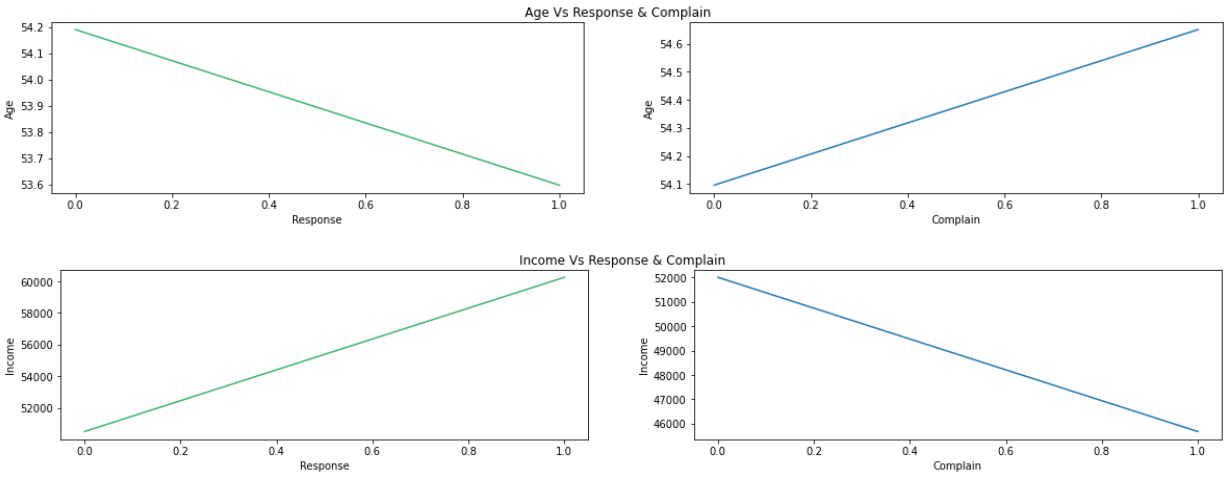 Age Vs Response & Complain
54.2
54.1
54.0
53.9
53.8
53.7
53.6
Age
0.0 0.2 0.4 0.6 0.8 1.0
Response
54.6
54.5
54.4
54.3
54.2
54.1
Age
0.0 0.2 0.4 0.6 0.8 1.0
Complain
Income Vs Response & Complain
60000
58000
56000
54000
52000
Income
0.0 0.2 0.4 0.6 0.8 1.0
Response
52000
51000
50000
49000
48000
47000
46000
Income
0.0 0.2 0.4 0.6 0.8 1.0
Complain